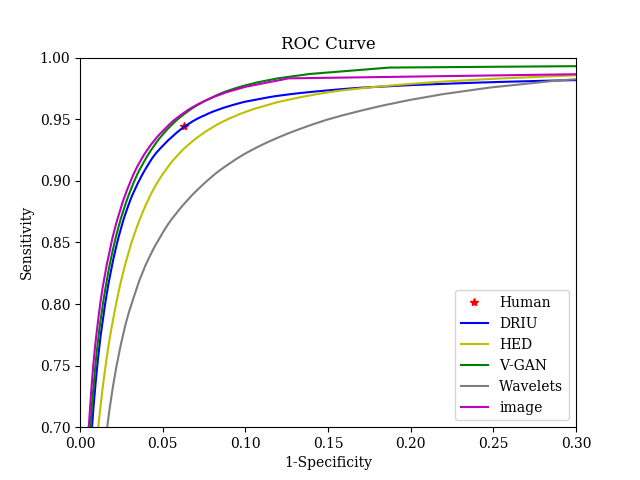 ROC Curve
1.00
0.95
0.90
0.85
0.80
0.75
0.70
Sensitivity
Human
DRIU
HED
V-GAN
Wavelets
image
0.00 0.05 0.10 0.15 0.20 0.25 0.30
1-Specificity